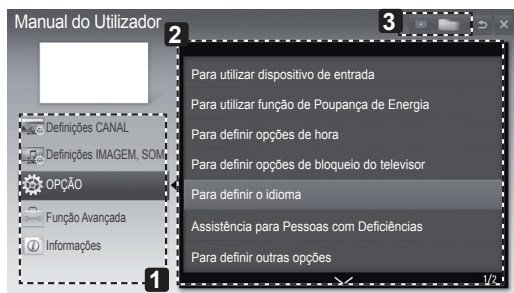 Manual do Utilizador
2
3
Definições CANAL
Definições IMAGEM, SOM
OPÇÃO
Função Avançada
Informações
1
Para utilizar dispositivo de entrada
Para utilizar função de Poupança de Energia
Para definir opções de hora
Para definir opções de bloqueio do televisor
Para definir o idioma
Assistência para Pessoas com Deficiências
Para definir outras opções
1/2